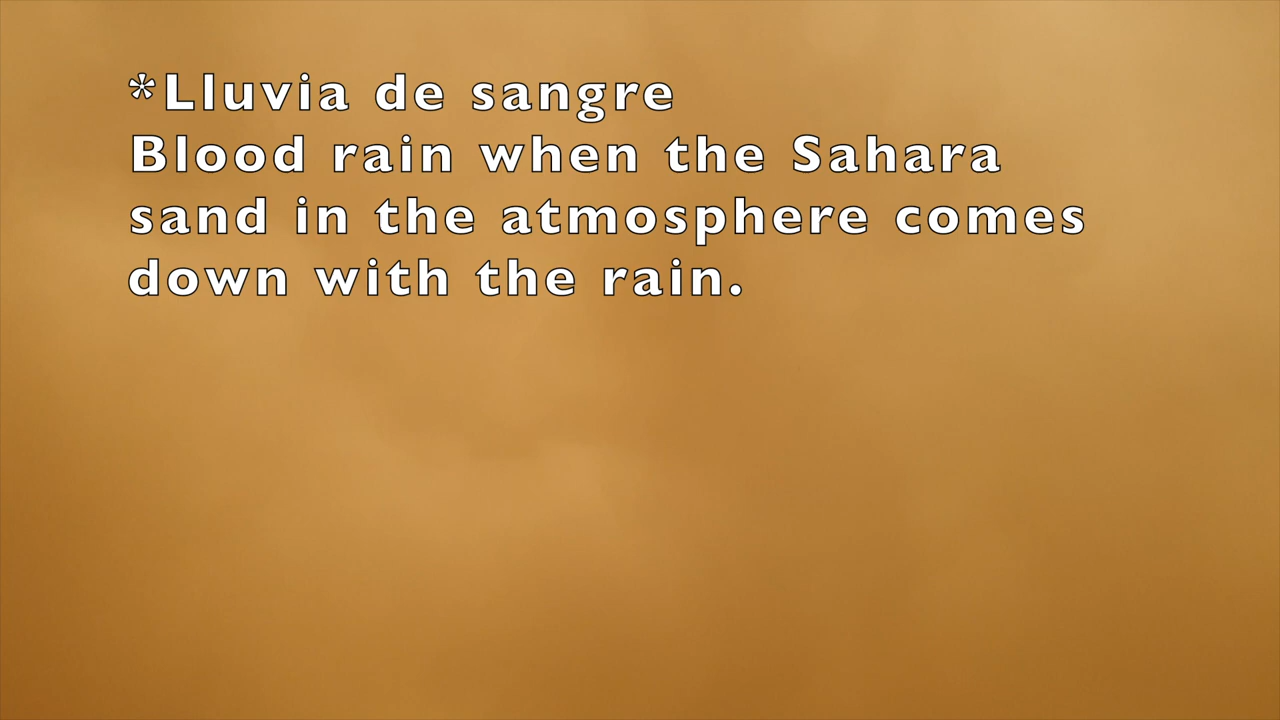 *Lluvia de sangre
Blood rain when the Sahara
sand in the atmosphere comes
down with the rain.